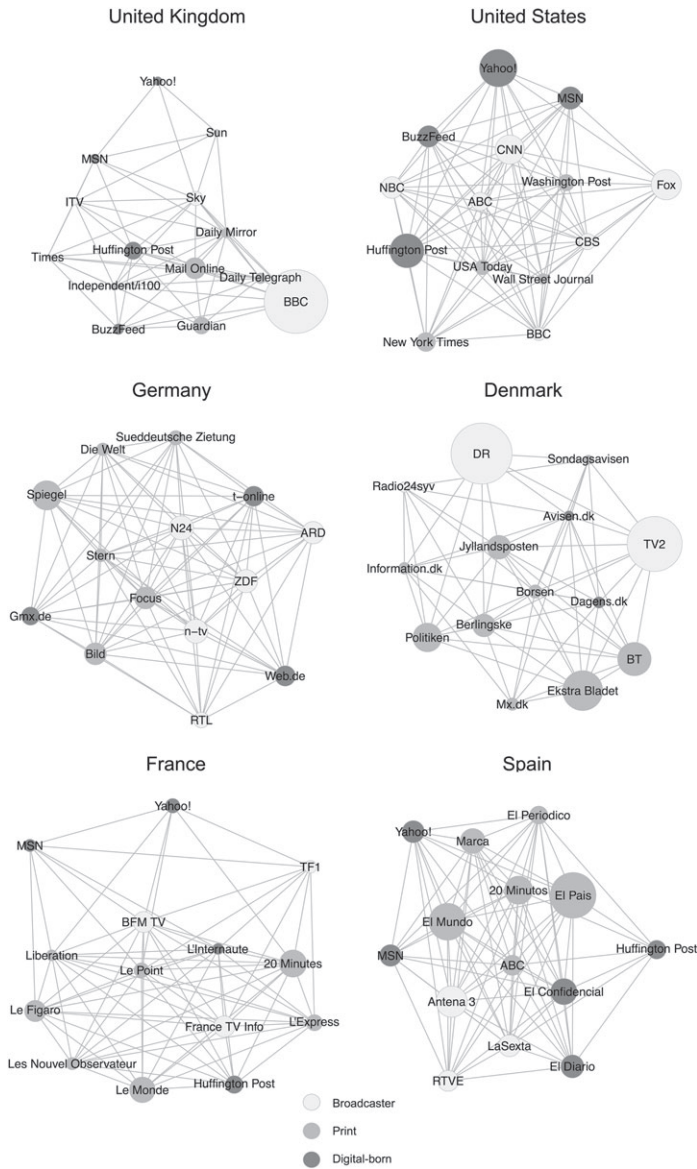 United Kingdom
United States
Yahoo!
Sun
MSN
ITV
Sky
Daily Mirror
Huffington Post
Times
Mail Online
Daily Telegraph
Independent/i100
BBC
BuzzFeed
Guardian
Yahoo!
MSN
BuzzFeed
CNN
Washington Post
NBC
Fox
ABC
CBS
Huffington Post
USA Today
Wall Street Journal
BBC
New York Times
Germany
Denmark
Sueddeutsche Zietung
Die Welt
Spiegel
t-online
N24
ARD
Stern
ZDF
Focus
Gmx.de
n-tv
Bild
Web.de
RTL
DR
Sondagsavisen
Radio24syv
Avisen.dk
TV2
Jyllandsposten
Information.dk
Borsen
Dagens.dk
Berlingske
Politiken
BT
Ekstra Bladet
Mx.dk
France
Spain
Yahoo!
MSN
TF1
BFM TV
L'Internaute
Liberation
20 Minutes
Le Point
Le Figaro
France TV Info
L'Express
Les Nouvel Observateur
Le Monde
Huffington Post
El Periodico
Yahoo!
Marca
20 Minutos
El Pais
El Mundo
Huffington Post
MSN
ABC
El Confidencial
Antena 3
LaSexta
El Diario
RTVE
Broadcaster
Print
Digital-born